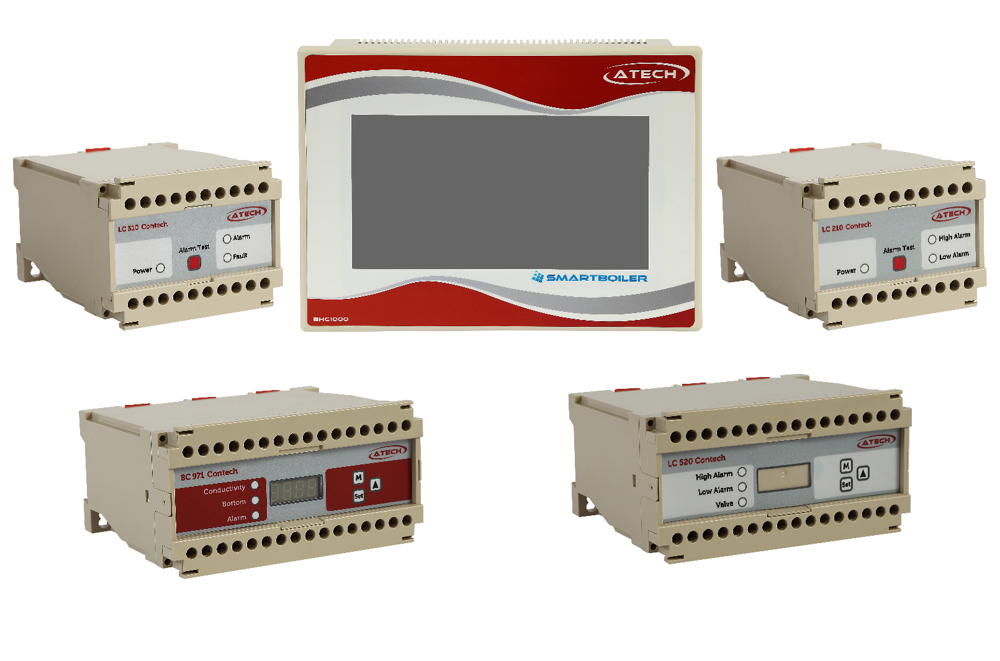 ATECH
SMARTBOILER
BHC1000
ATECH
LC 310 Contech
Alarm Test
Alarm
Fault
Power
ATECH
LC 210 Contech
Alarm Test
High Alarm
Low Alarm
Power
ATECH
BC 971 Contech
Conductivity
Bottom
Alarm
M
Set
ATECH
LC 520 Contech
High Alarm
Low Alarm
Valve
M
Set